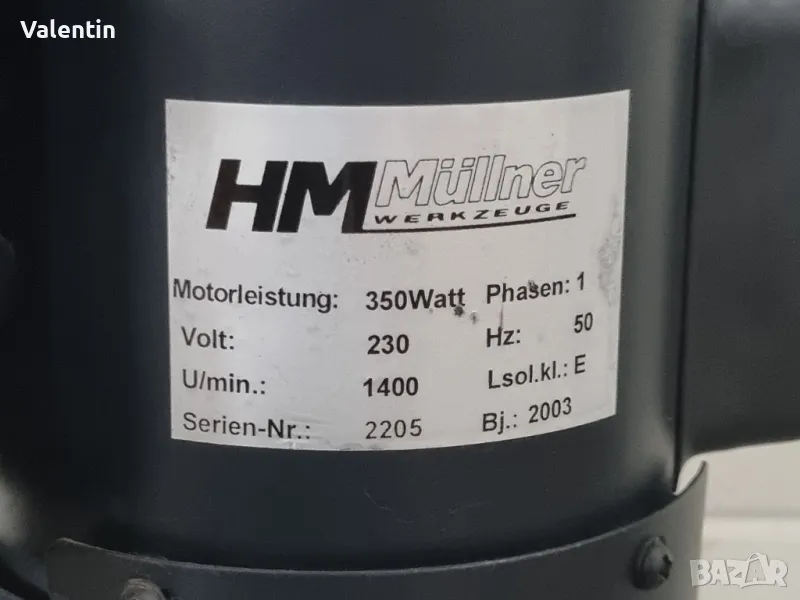 Valentin
HM Müllner
WERKZEUGE
Motorleistung: 350Watt Phasen: 1
Volt: 230 Hz: 50
U/min.: 1400 Lsol.kl.: E
Serien-Nr.: 2205 Bj.: 2003
BAZAR